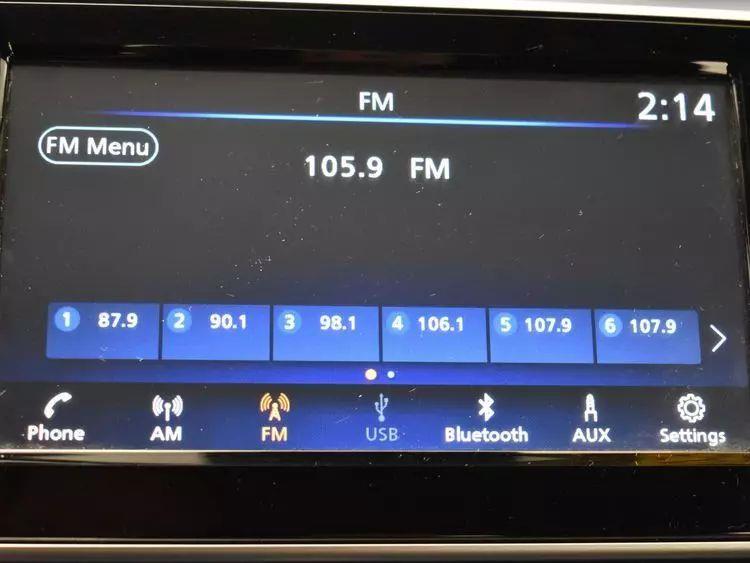 FM
2:14
FM Menu
105.9 FM
1 87.9 2 90.1 3 98.1 4 106.1 5 107.9 6 107.9
Phone AM FM USB Bluetooth AUX Settings